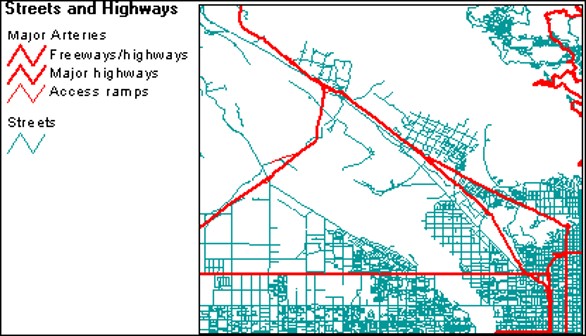 Streets and Highways
Major Arteries
Freeways/highways
Major highways
Access ramps
Streets